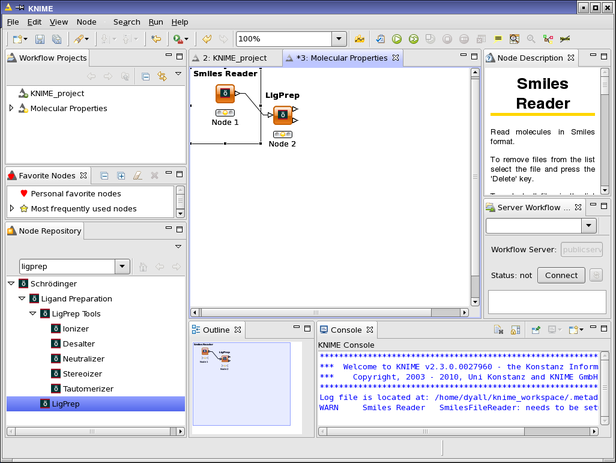 KNIME
File Edit View Node Search Run Help
100%
Workflow Projects
KNIME_project
Molecular Properties
Favorite Nodes
Personal favorite nodes
Most frequently used nodes
Node Repository
ligprep
Schrödinger
Ligand Preparation
LigPrep Tools
Ionizer
Desalter
Neutralizer
Stereoizer
Tautomerizer
LigPrep
2: KNIME_project
*3: Molecular Properties
Smiles Reader
Node 1
LigPrep
Node 2
Outline
Console
KNIME Console
********************************************************
*** Welcome to KNIME v2.3.0.0027960 - the Konstanz Inform
*** Copyright, 2003 - 2010, Uni Konstanz and KNIME GmbH
********************************************************
Log file is located at: /home/dyall/knime_workspace/.metad
WARN Smiles Reader SmilesFileReader: needs to be set
Node Description
Smiles
Reader
Read molecules in Smiles
format.
To remove files from the list
select the file and press the
'Delete' key.
Server Workflow ...
Workflow Server:
publicserv
Status: not
Connect